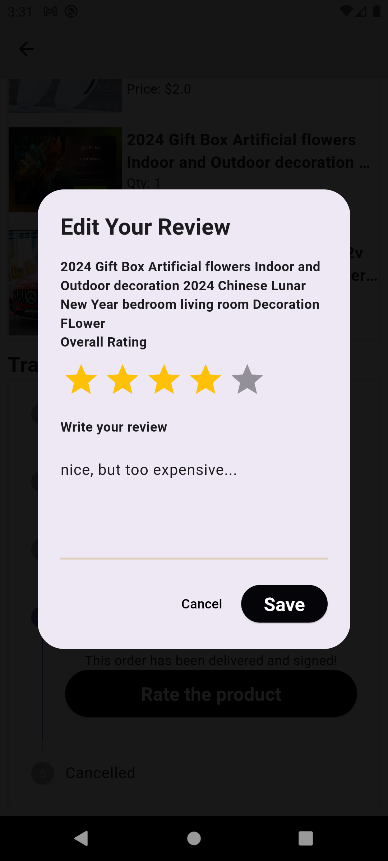 3:31
Price: $2.0
2024 Gift Box Artificial flowers
Indoor and Outdoor decoration ...
Qty: 1
2v
er...
Edit Your Review
2024 Gift Box Artificial flowers Indoor and
Outdoor decoration 2024 Chinese Lunar
New Year bedroom living room Decoration
FLower
Overall Rating
Tra
Write your review
nice, but too expensive...
Cancel
Save
This order has been delivered and signed!
Rate the product
Cancelled